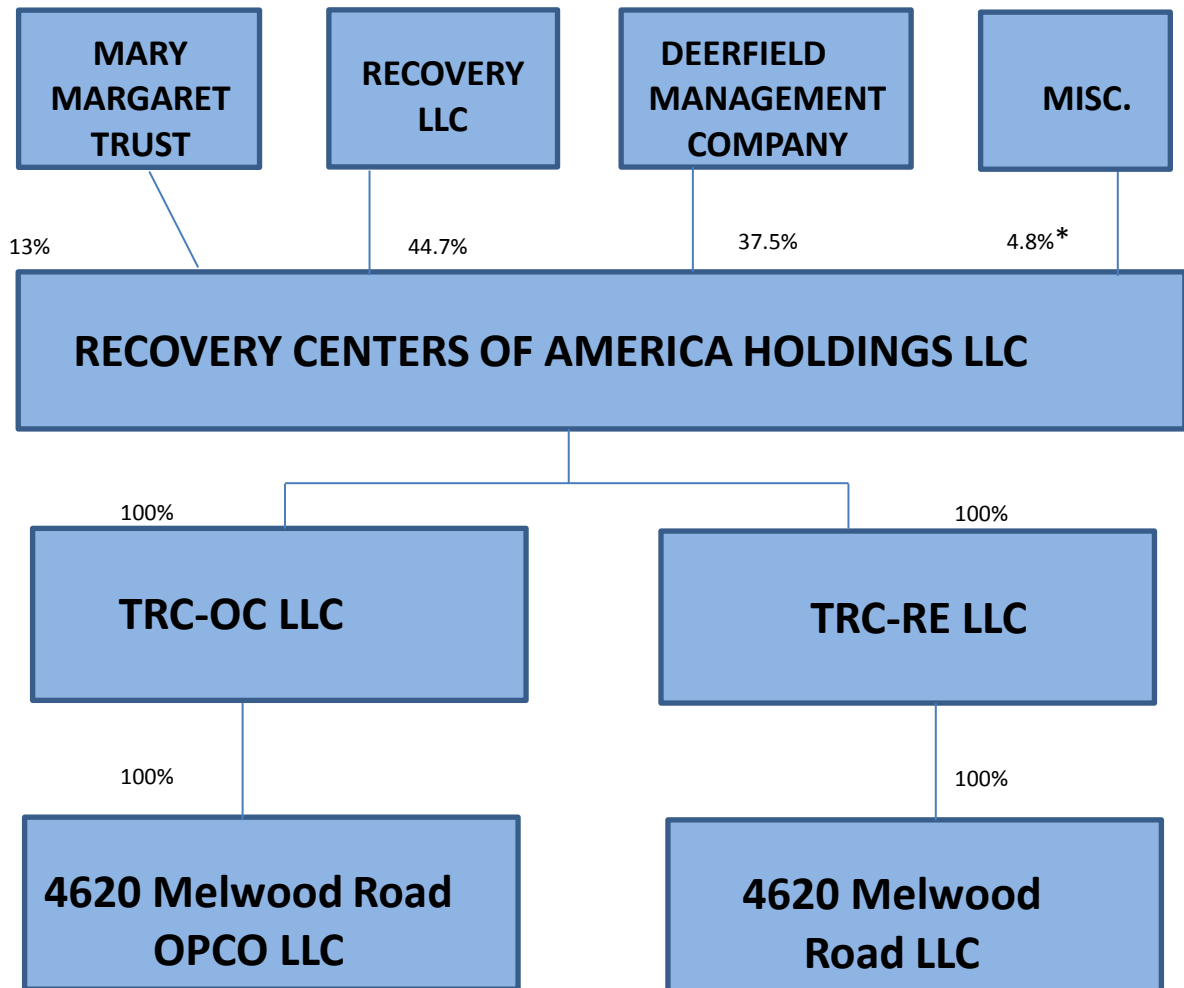 MARY
MARGARET
TRUST
RECOVERY
LLC
DEERFIELD
MANAGEMENT
COMPANY
MISC.
13%
44.7%
37.5%
4.8%*
RECOVERY CENTERS OF AMERICA HOLDINGS LLC
100%
100%
TRC-OC LLC
TRC-RE LLC
100%
100%
4620 Melwood Road
OPCO LLC
4620 Melwood
Road LLC